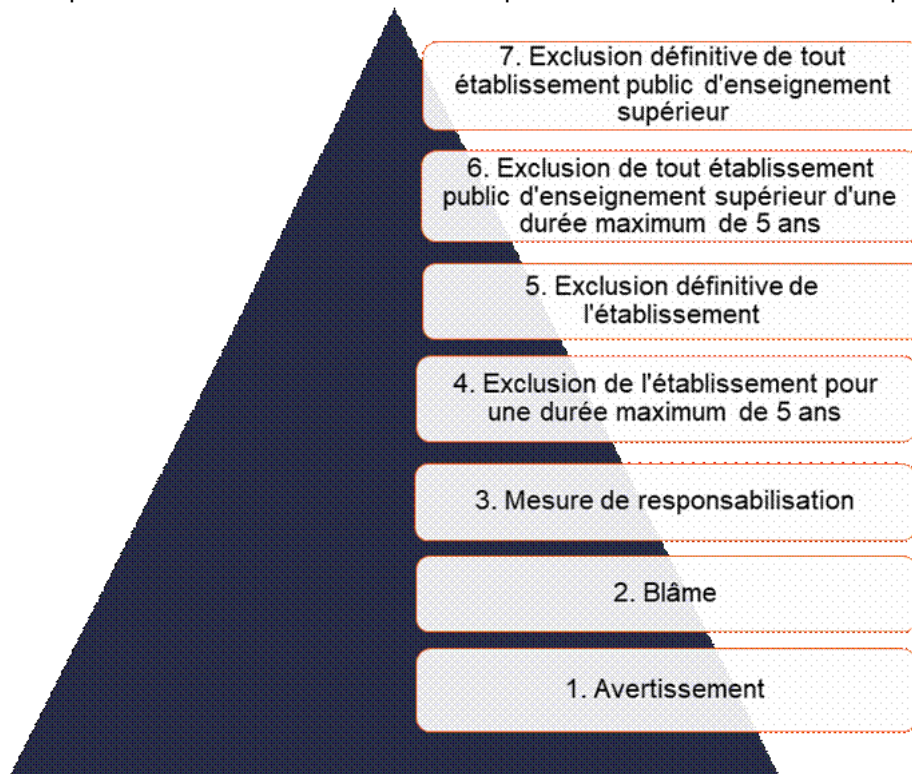 7. Exclusion définitive de tout
établissement public d'enseignement
supérieur
6. Exclusion de tout établissement
public d'enseignement supérieur d'une
durée maximum de 5 ans
5. Exclusion définitive de
l'établissement
4. Exclusion de l'établissement pour
une durée maximum de 5 ans
3. Mesure de responsabilisation
2. Blâme
1. Avertissement